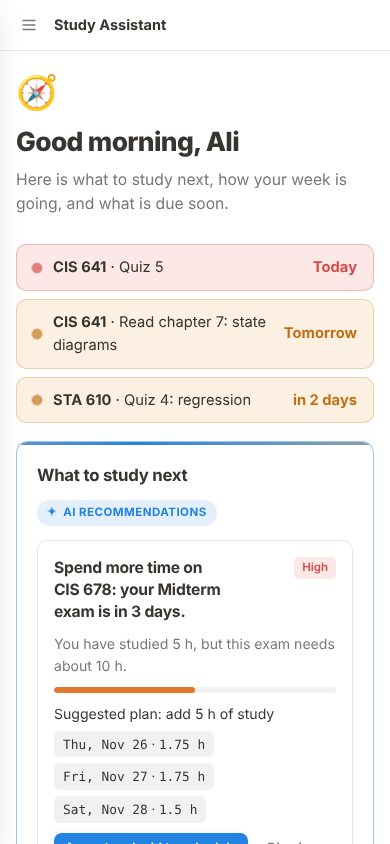 Study Assistant
Good morning, Ali
Here is what to study next, how your week is
going, and what is due soon.
CIS 641 · Quiz 5
Today
CIS 641 · Read chapter 7: state
diagrams
Tomorrow
STA 610 · Quiz 4: regression
in 2 days
What to study next
AI RECOMMENDATIONS
Spend more time on
CIS 678: your Midterm
exam is in 3 days.
High
You have studied 5 h, but this exam needs
about 10 h.
Suggested plan: add 5 h of study
Thu, Nov 26 · 1.75 h
Fri, Nov 27 · 1.75 h
Sat, Nov 28 · 1.5 h